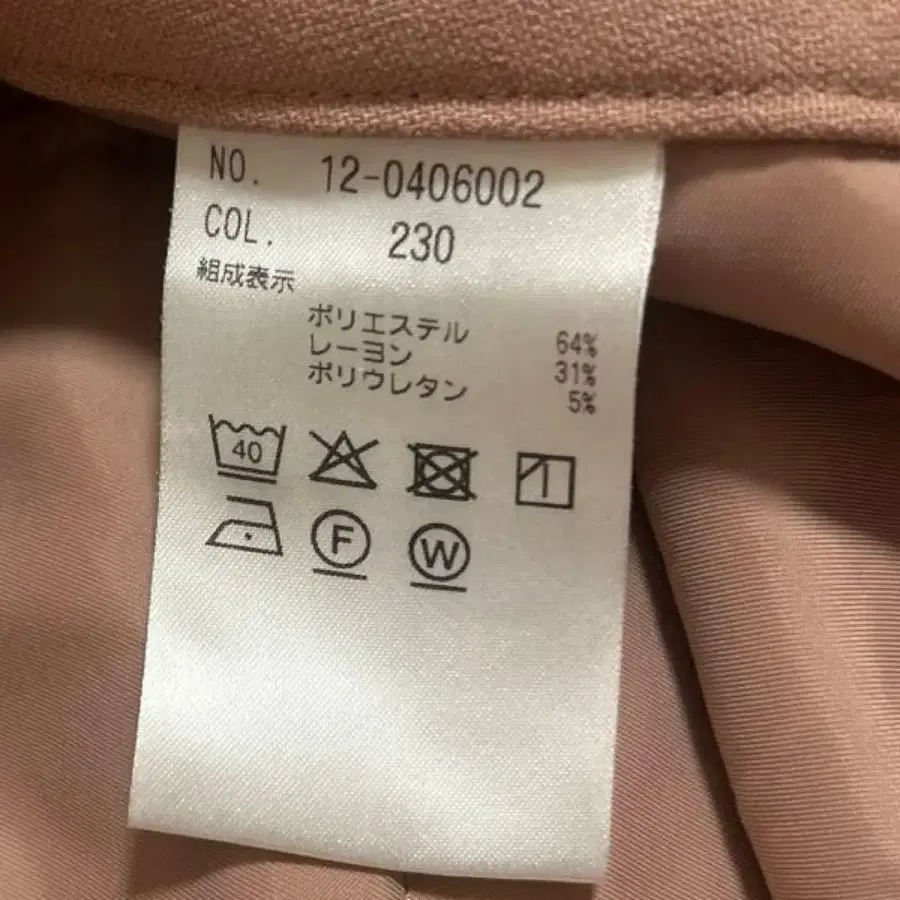 NO. 12-0406002
COL. 230
組成表示
ポリエステル 64%
レーヨン 31%
ポリウレタン 5%
40
F W